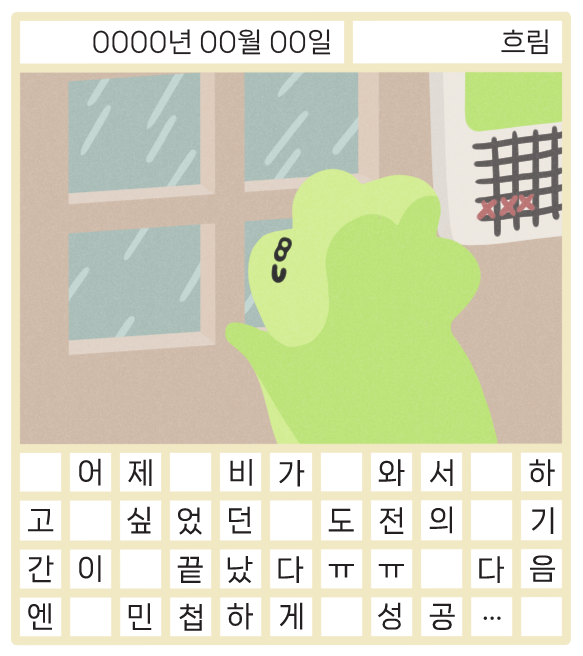 0000년 00월 00일 흐림
어제 비가 와서 하
고 싶었던 도전의 기
간이 끝났다ㅠㅠ 다음
엔 민첩하게 성공…